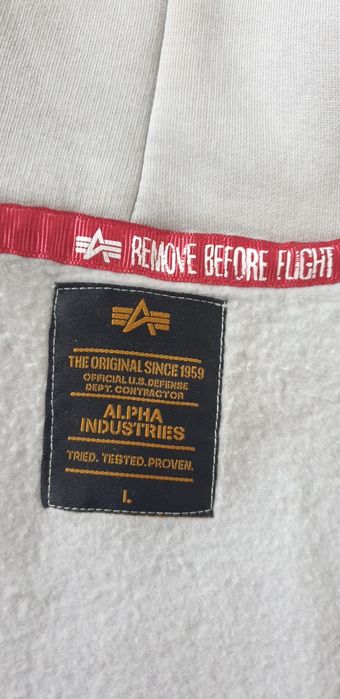 REMOVE BEFORE FLIGHT
THE ORIGINAL SINCE 1959
OFFICIAL U.S. DEFENSE
DEPT. CONTRACTOR
ALPHA
INDUSTRIES
TRIED. TESTED. PROVEN.
L